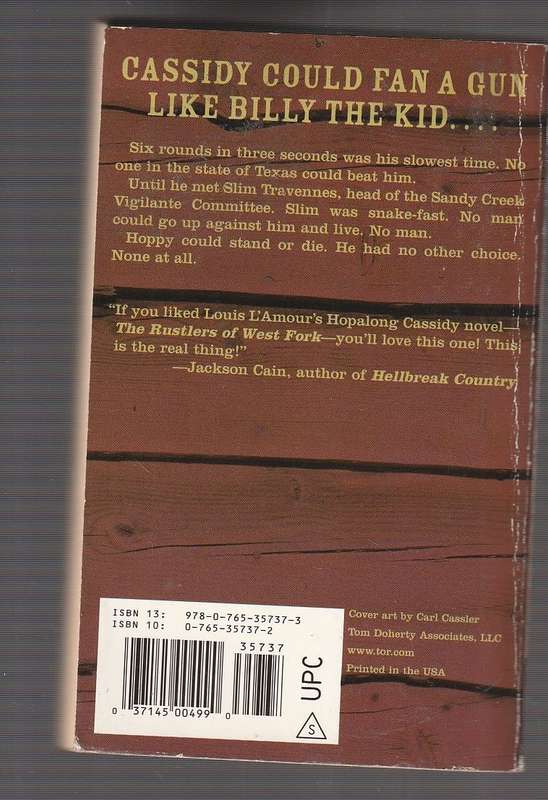 CASSIDY COULD FAN A GUN
LIKE BILLY THE KID....
Six rounds in three seconds was his slowest time. No
one in the state of Texas could beat him.
Until he met Slim Travennes, head of the Sandy Creek
Vigilante Committee. Slim was snake-fast. No man
could go up against him and live. No man.
Hoppy could stand or die. He had no other choice.
None at all.
"If you liked Louis L'Amour's Hopalong Cassidy novel—
The Rustlers of West Fork—you'll love this one! This
is the real thing!"
—Jackson Cain, author of Hellbreak Country
ISBN 13: 978-0-765-35737-3
ISBN 10: 0-765-35737-2
35737
0 37145 00499 0
UPC
S
Cover art by Carl Cassler
Tom Doherty Associates, LLC
www.tor.com
Printed in the USA